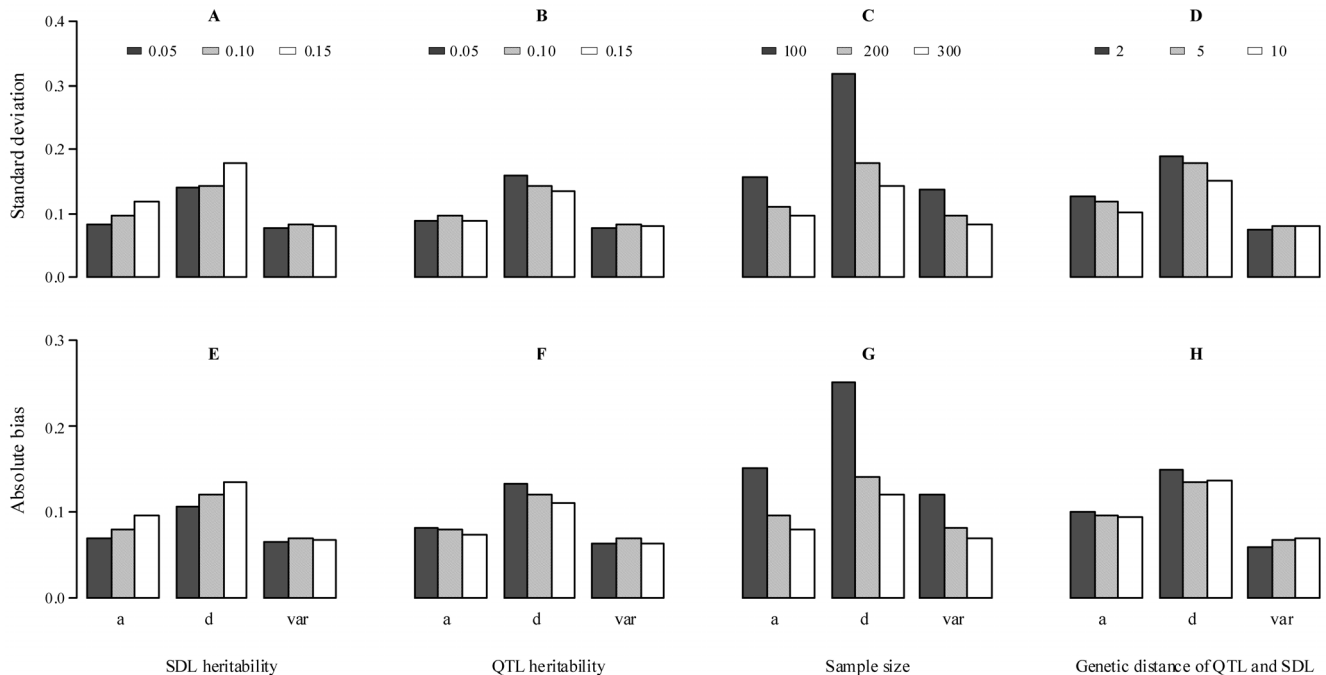 A B C D
0.05 0.10 0.15 0.05 0.10 0.15 100 200 300 2 5 10
Standard deviation
0.4
0.3
0.2
0.1
0.0
E F G H
Absolute bias
0.3
0.2
0.1
0.0
a d var a d var a d var a d var
SDL heritability QTL heritability Sample size Genetic distance of QTL and SDL